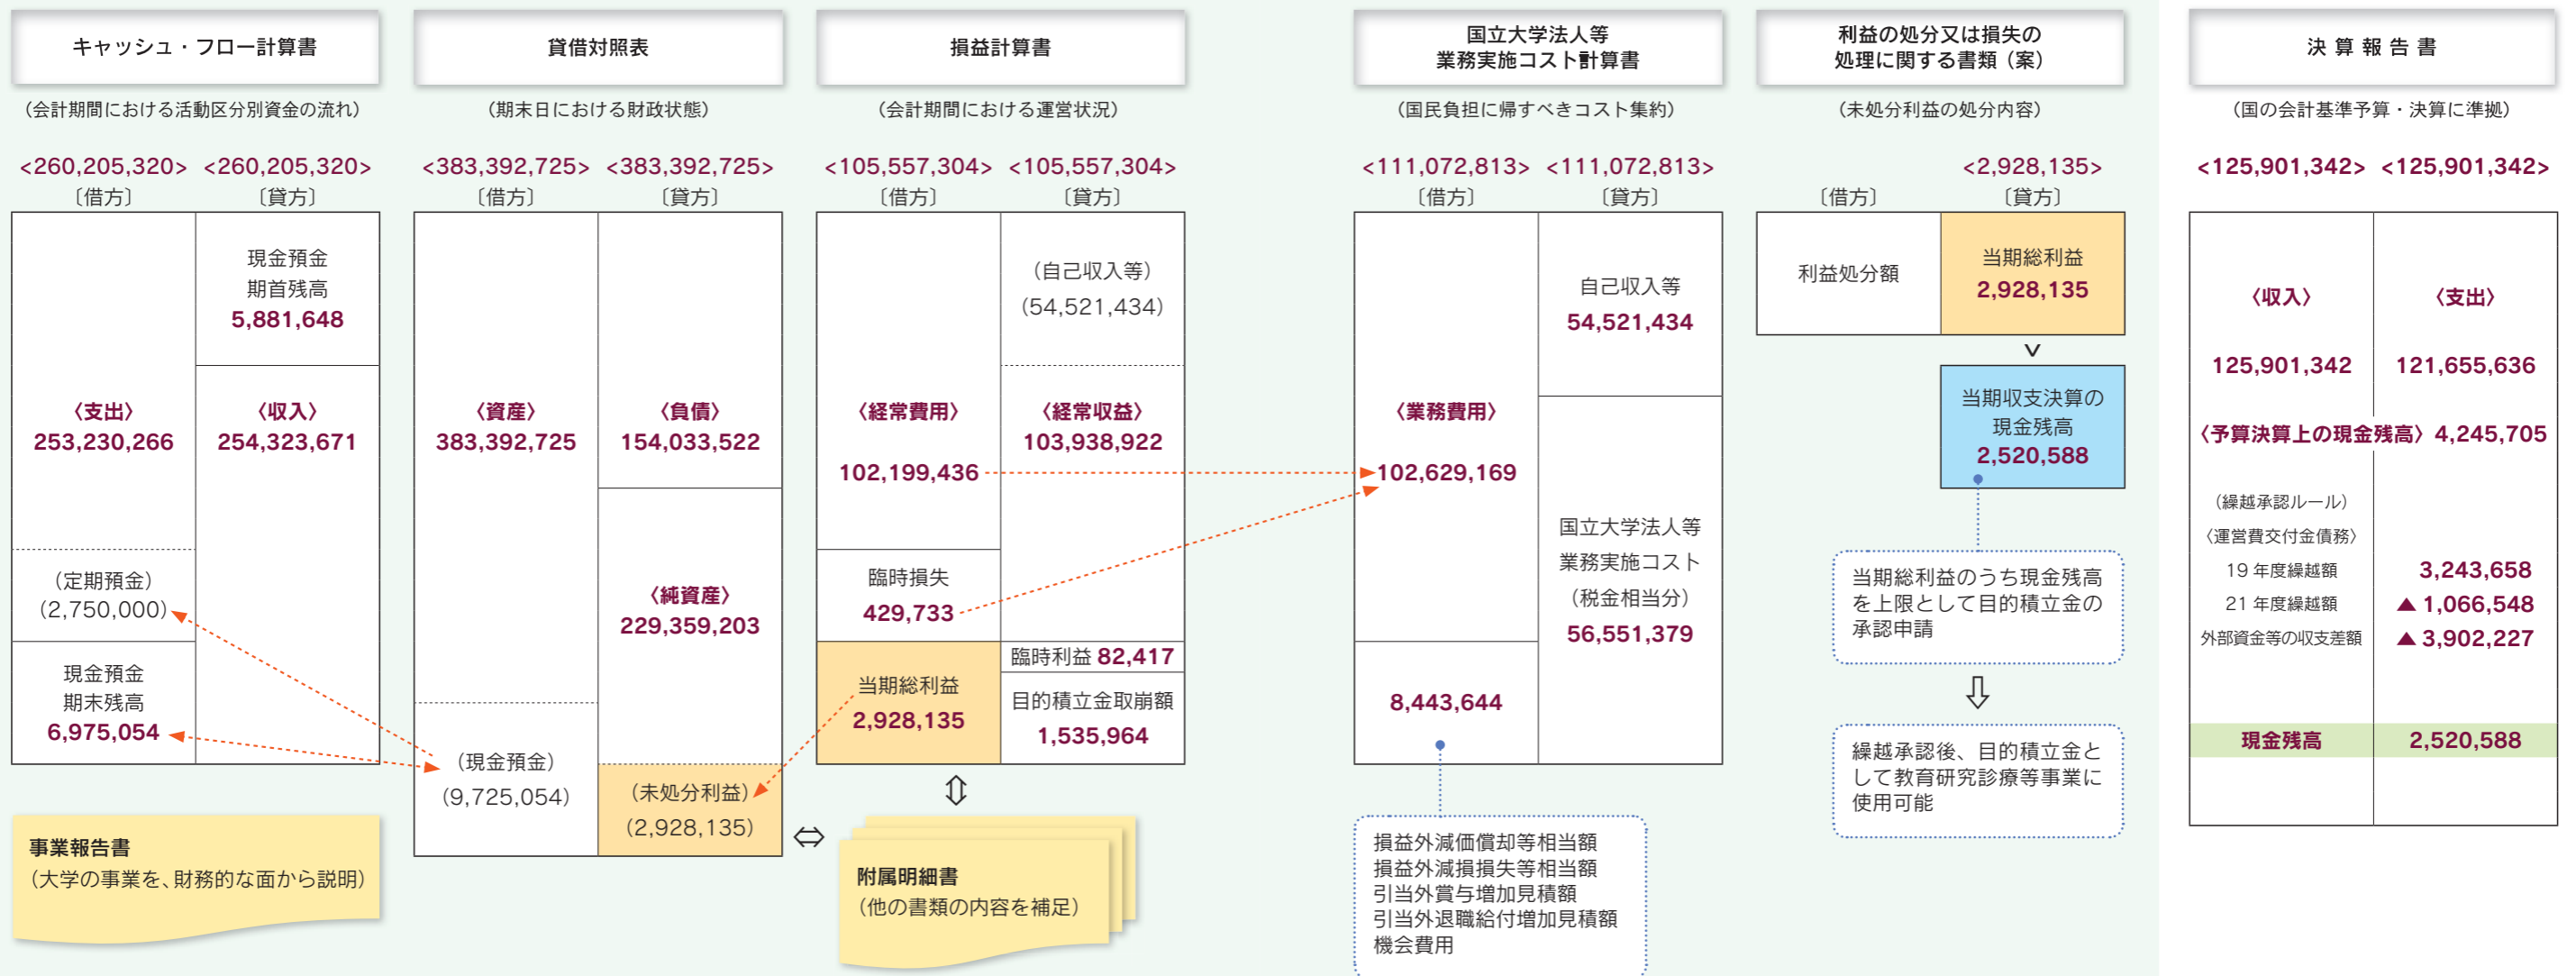 キャッシュ・フロー計算書
（会計期間における活動区分別資金の流れ）
<260,205,320> <260,205,320>
〔借方〕 〔貸方〕
現金預金
期首残高
5,881,648
〈支出〉
253,230,266
〈収入〉
254,323,671
（定期預金）
（2,750,000）
現金預金
期末残高
6,975,054
事業報告書
（大学の事業を、財務的な面から説明）
貸借対照表
（期末日における財政状態）
<383,392,725> <383,392,725>
〔借方〕 〔貸方〕
〈資産〉
383,392,725
〈負債〉
154,033,522
〈純資産〉
229,359,203
（現金預金）
（9,725,054）
（未処分利益）
（2,928,135）
損益計算書
（会計期間における運営状況）
<105,557,304> <105,557,304>
〔借方〕 〔貸方〕
（自己収入等）
（54,521,434）
〈経常費用〉
102,199,436
〈経常収益〉
103,938,922
臨時損失
429,733
当期総利益
2,928,135
臨時利益 82,417
目的積立金取崩額
1,535,964
附属明細書
（他の書類の内容を補足）
国立大学法人等
業務実施コスト計算書
（国民負担に帰すべきコスト集約）
<111,072,813> <111,072,813>
〔借方〕 〔貸方〕
自己収入等
54,521,434
〈業務費用〉
102,629,169
国立大学法人等
業務実施コスト
（税金相当分）
56,551,379
8,443,644
損益外減価償却等相当額
損益外減損損失等相当額
引当外賞与増加見積額
引当外退職給付増加見積額
機会費用
利益の処分又は損失の
処理に関する書類（案）
（未処分利益の処分内容）
<2,928,135>
〔借方〕 〔貸方〕
利益処分額
当期総利益
2,928,135
当期収支決算の
現金残高
2,520,588
当期総利益のうち現金残高
を上限として目的積立金の
承認申請
繰越承認後、目的積立金と
して教育研究診療等事業に
使用可能
決算報告書
（国の会計基準予算・決算に準拠）
<125,901,342> <125,901,342>
〈収入〉 〈支出〉
125,901,342 121,655,636
〈予算決算上の現金残高〉4,245,705
（繰越承認ルール）
〈運営費交付金債務〉
19 年度繰越額 3,243,658
21 年度繰越額 ▲ 1,066,548
外部資金等の収支差額 ▲ 3,902,227
現金残高 2,520,588